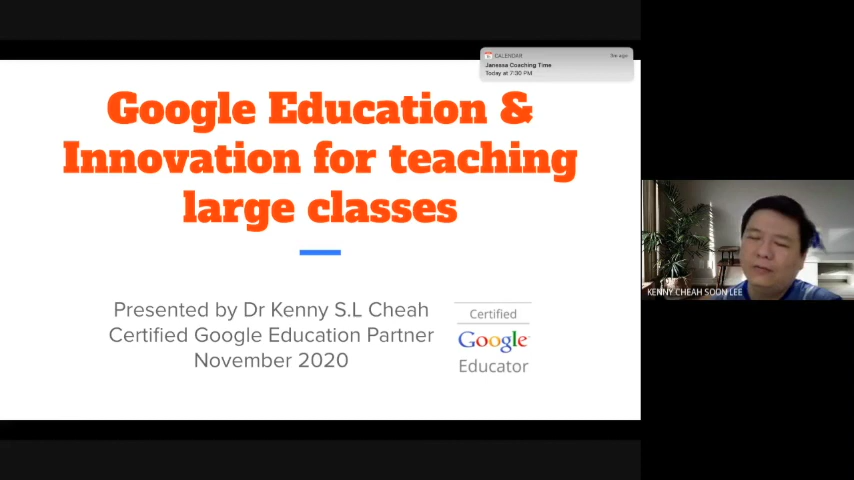 CALENDAR
Janessa Coaching Time
Today at 7:30 PM
Google Education &
Innovation for teaching
large classes
Presented by Dr Kenny S.L Cheah
Certified Google Education Partner
November 2020
Certified
Google
Educator
KENNY CHEAH SOON LEE